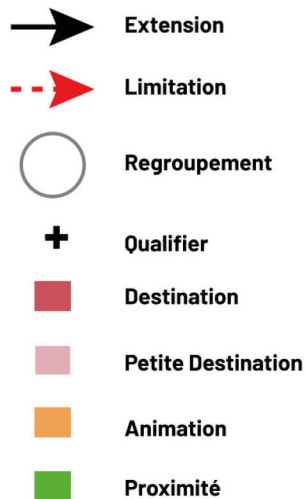 Extension
Limitation
Regroupement
Qualifier
Destination
Petite Destination
Animation
Proximité